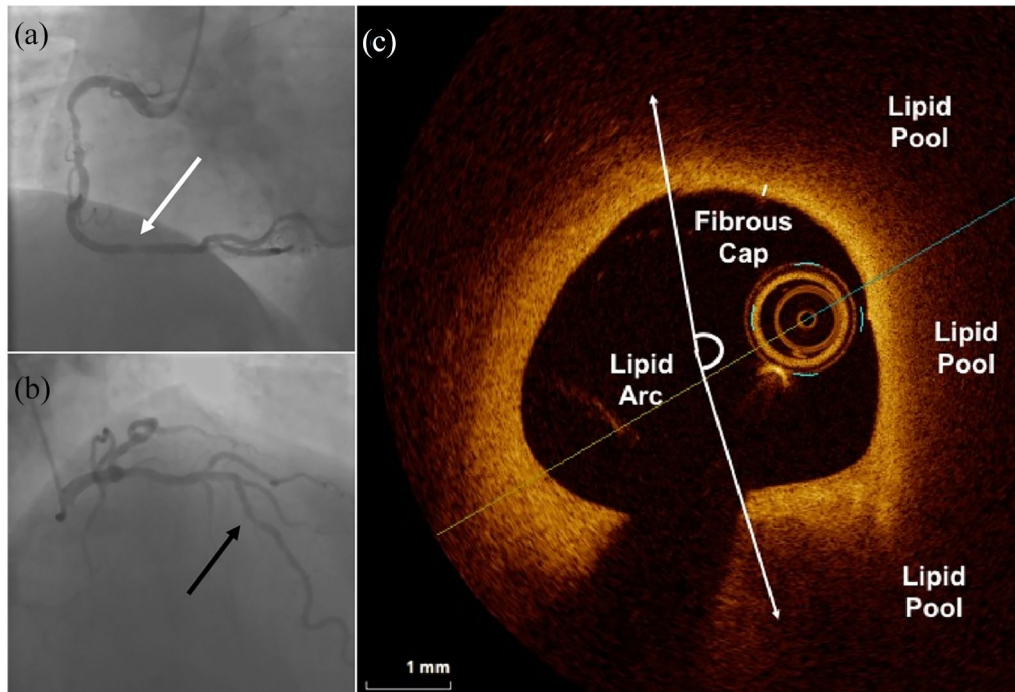 (a)
(b)
(c)
Lipid
Pool
Fibrous
Cap
Lipid
Pool
Lipid
Arc
Lipid
Pool
1 mm